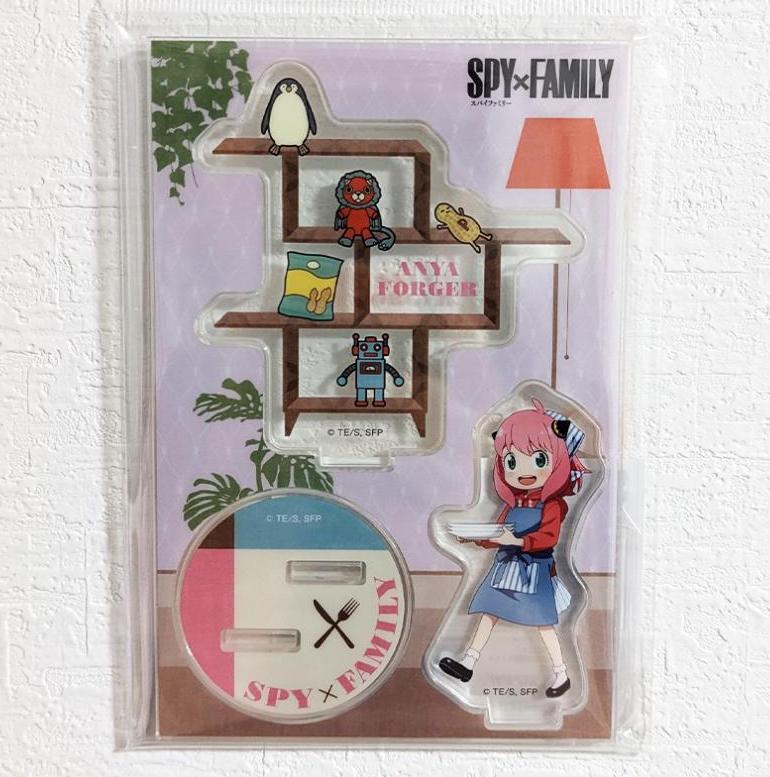 SPY×FAMILY
スパイファミリー
ANYA
FORGER
© TE/S, SFP
© TE/S, SFP
SPY×FAMILY
© TE/S, SFP